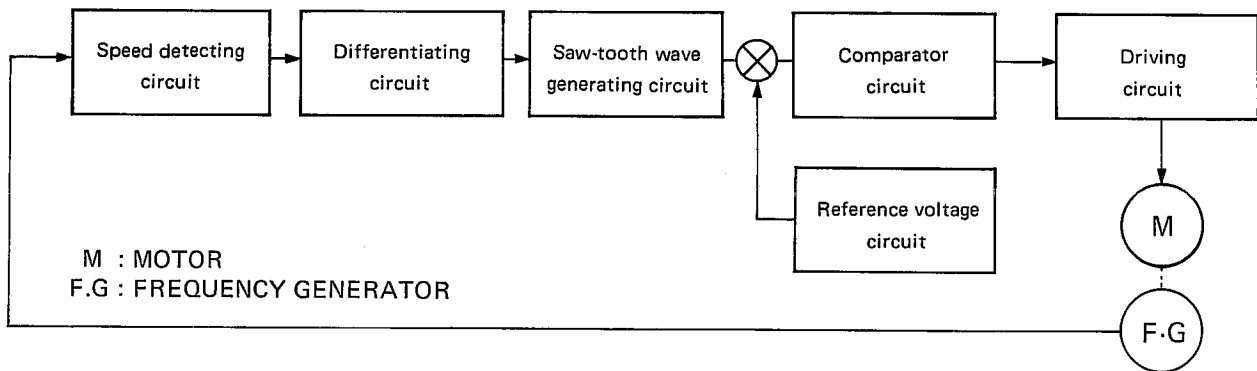 Speed detecting
circuit
Differentiating
circuit
Saw-tooth wave
generating circuit
Comparator
circuit
Driving
circuit
Reference voltage
circuit
M
M : MOTOR
F.G : FREQUENCY GENERATOR
F·G